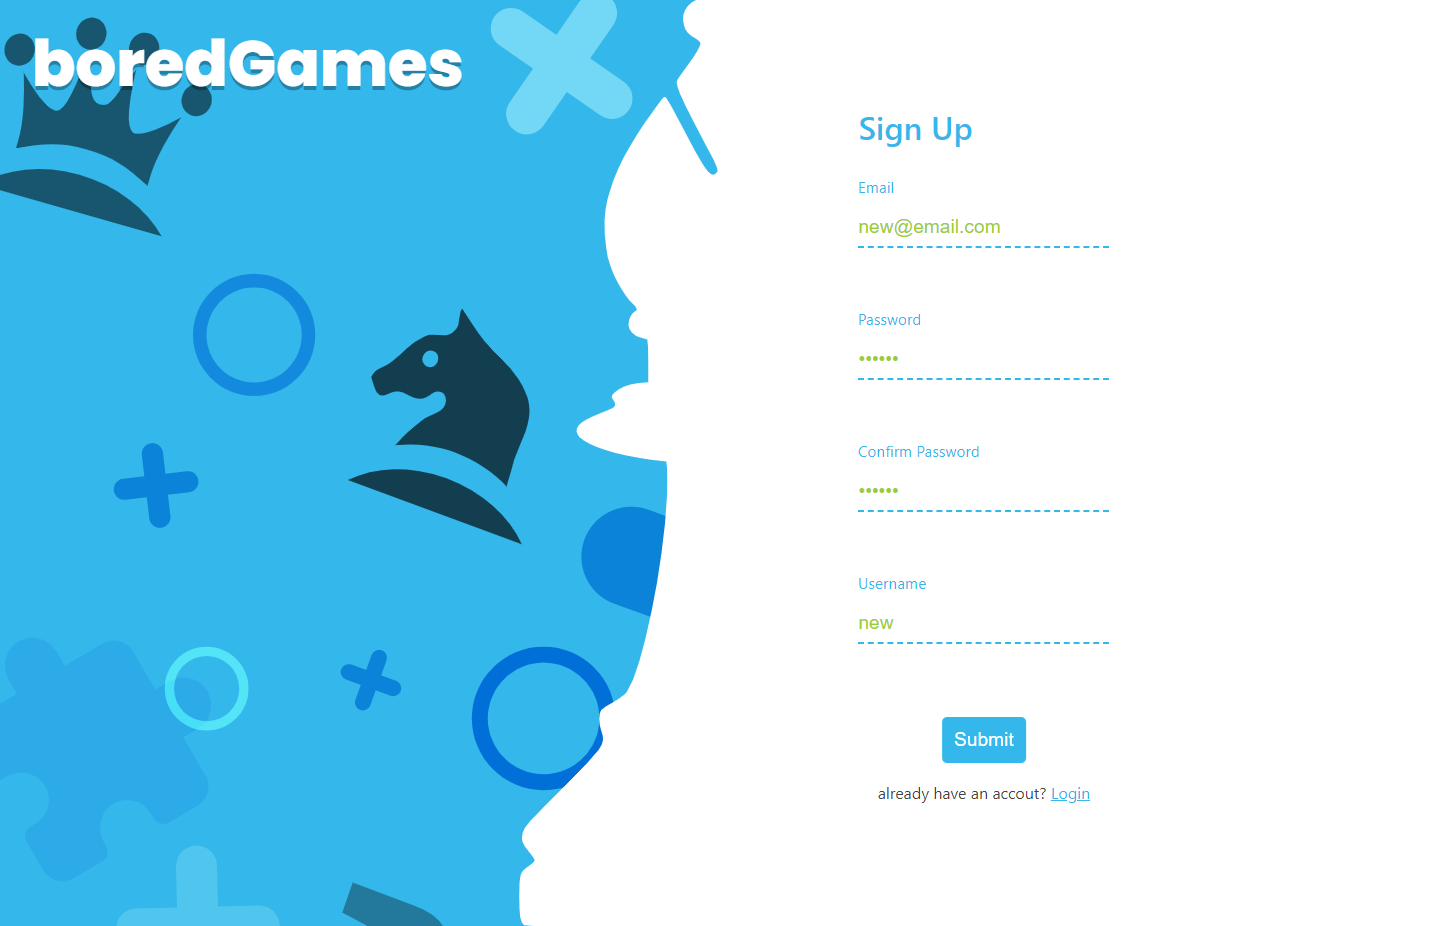 boredGames
Sign Up
Email
new@email.com
Password
••••••
Confirm Password
••••••
Username
new
Submit
already have an accout? Login